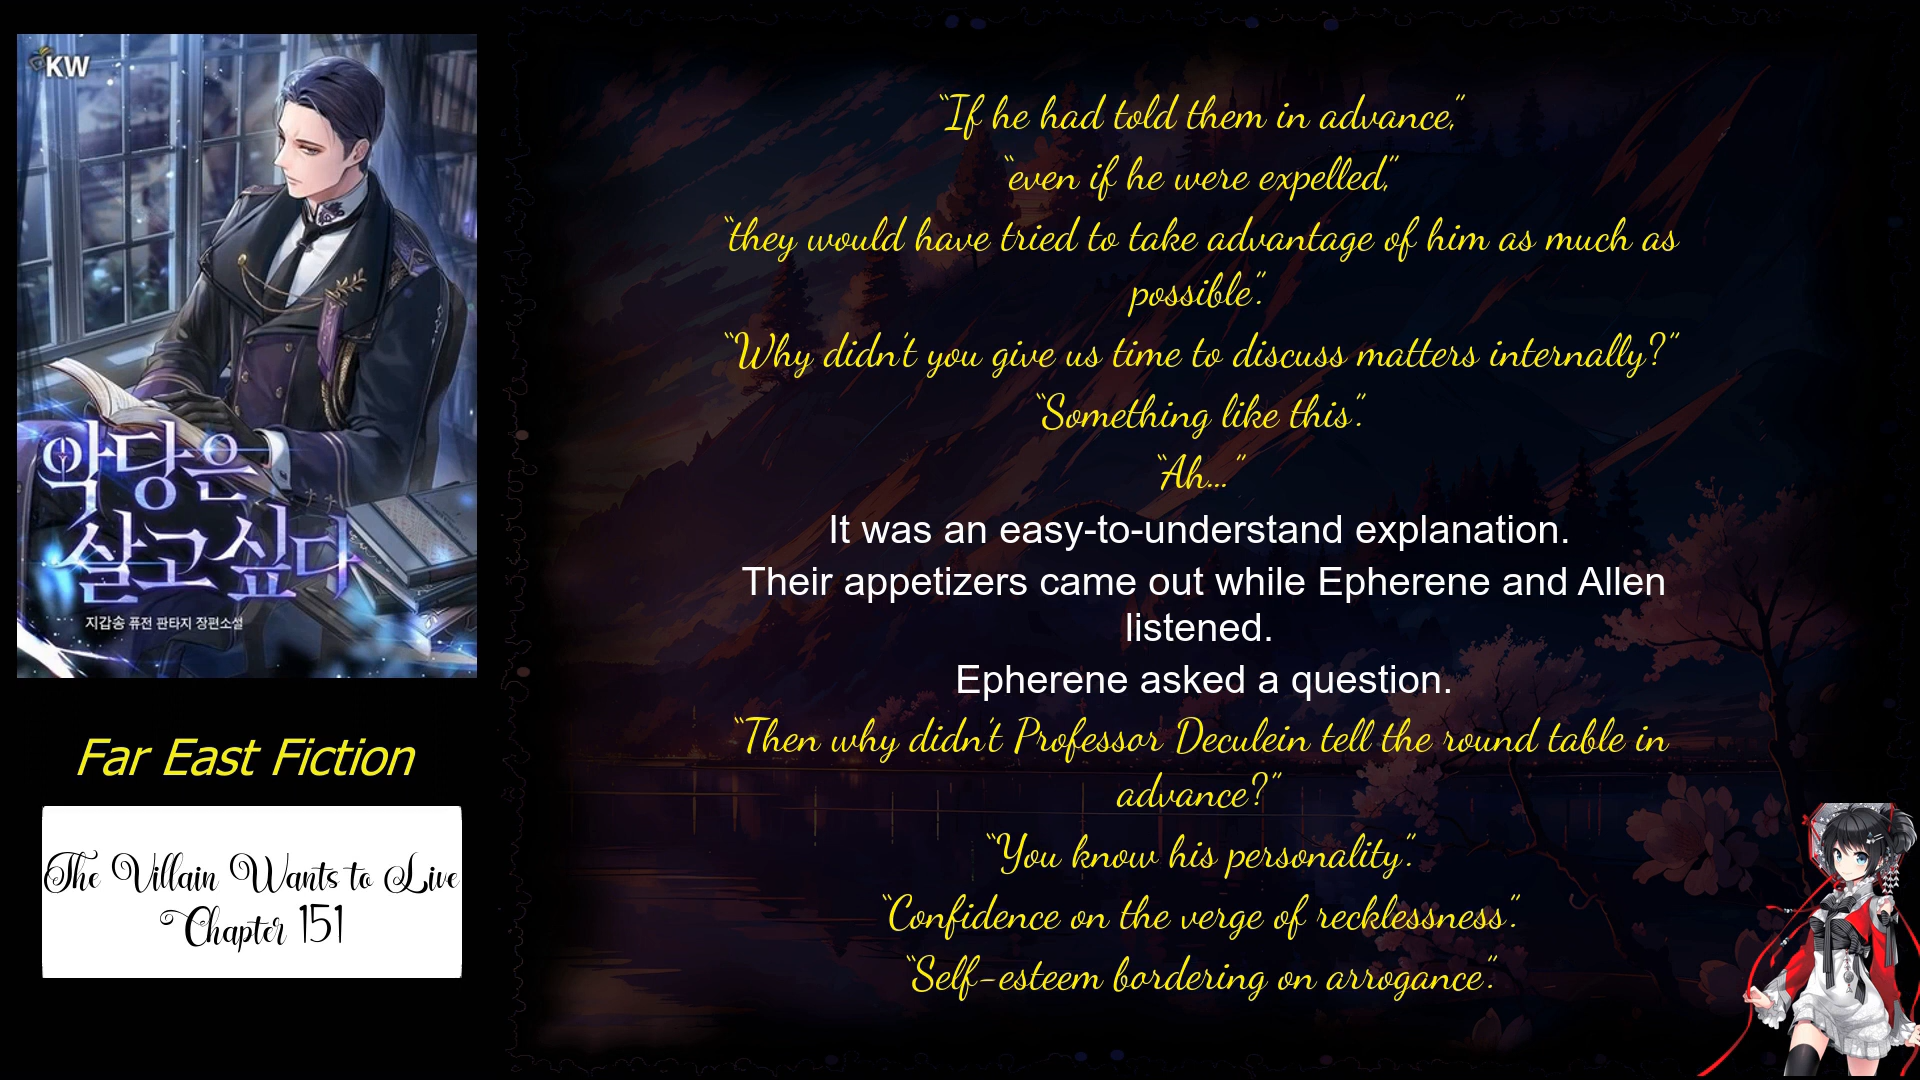 KW
악당은
살고싶다
지갑송 퓨전 판타지 장편소설
Far East Fiction
The Villain Wants to Live
Chapter 151
"If he had told them in advance,"
"even if he were expelled,"
"they would have tried to take advantage of him as much as
possible".
"Why didn't you give us time to discuss matters internally?"
"Something like this".
"Ah..."
It was an easy-to-understand explanation.
Their appetizers came out while Epherene and Allen
listened.
Epherene asked a question.
"Then why didn't Professor Deculein tell the round table in
advance?"
"You know his personality".
"Confidence on the verge of recklessness".
"Self-esteem bordering on arrogance".